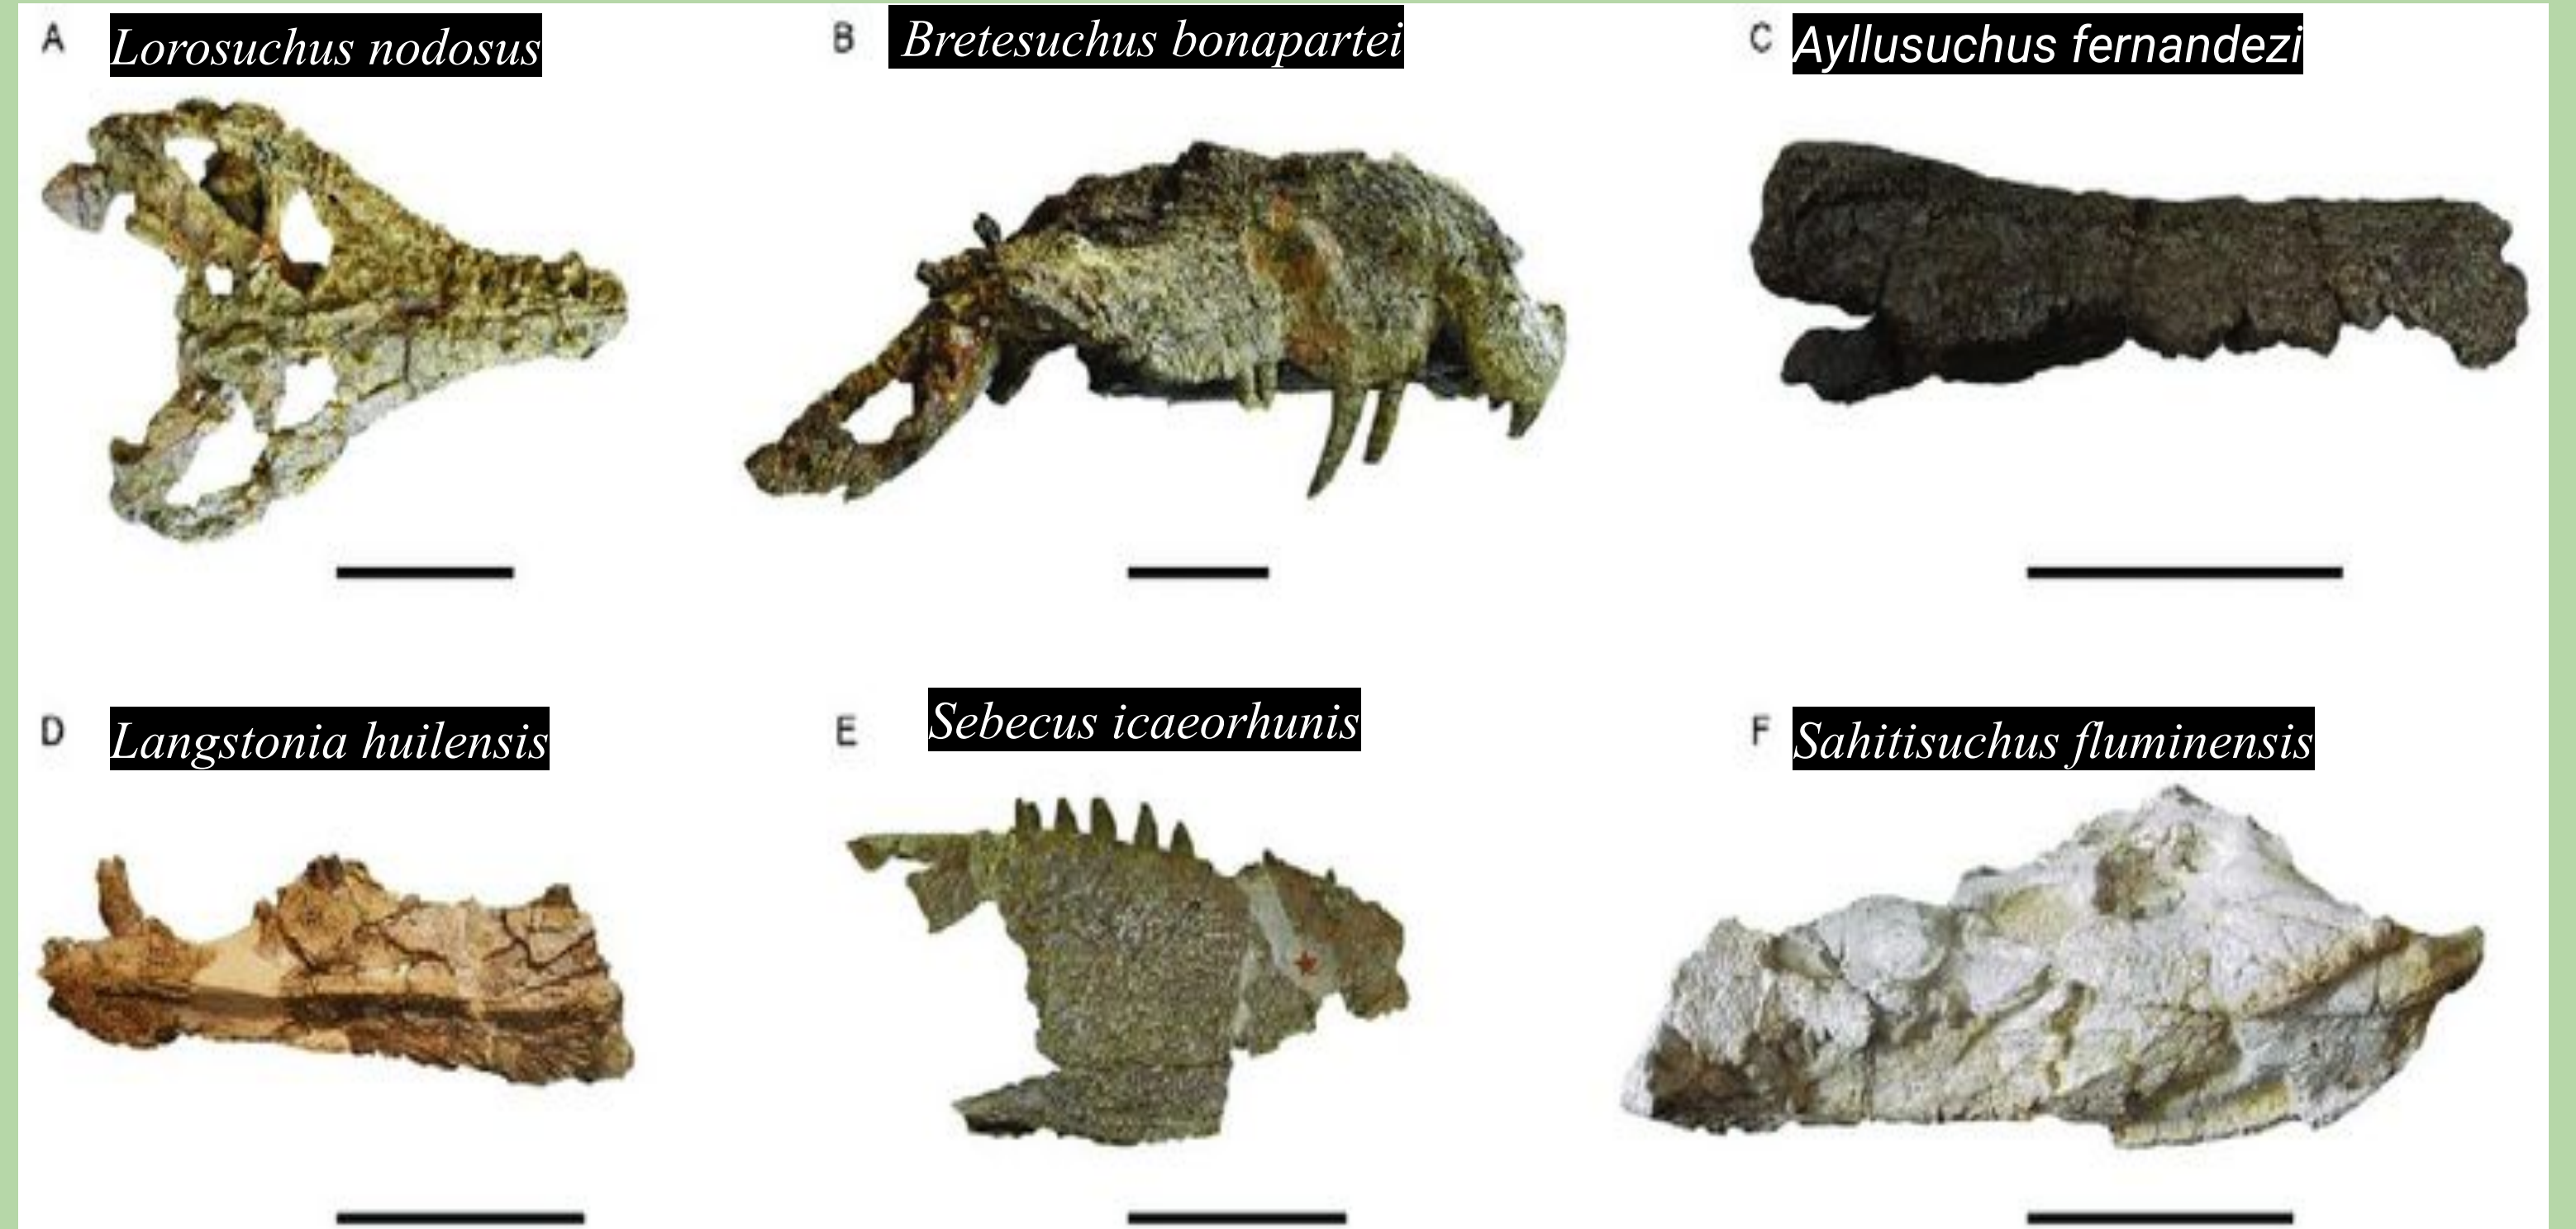 A Lorosuchus nodosus
B Bretesuchus bonapartei
C Ayllusuchus fernandezi
D Langstonia huilensis
E Sebecus icaeorhunis
F Sahitisuchus fluminensis